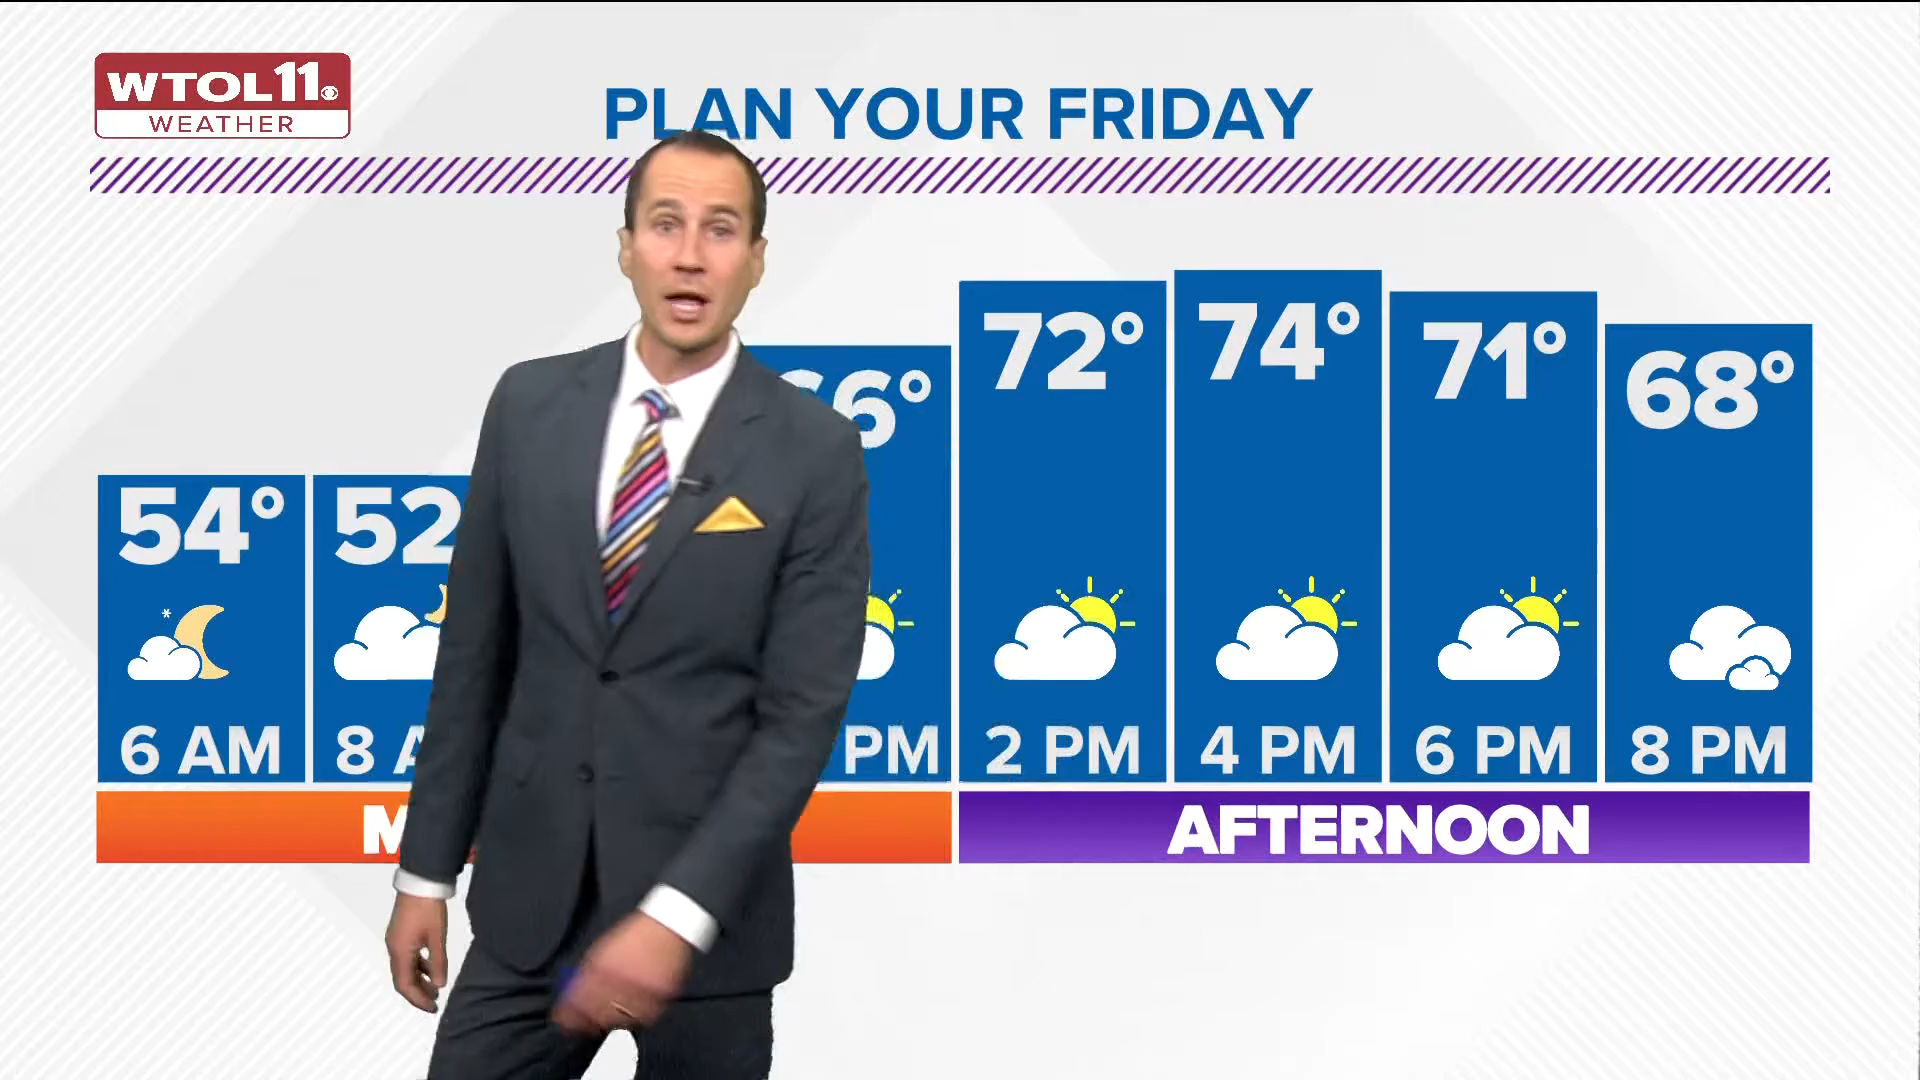 WTOL11
WEATHER
PLAN YOUR FRIDAY
54° 52 6° 72° 74° 71° 68°
6 AM 8 A PM 2 PM 4 PM 6 PM 8 PM
M AFTERNOON